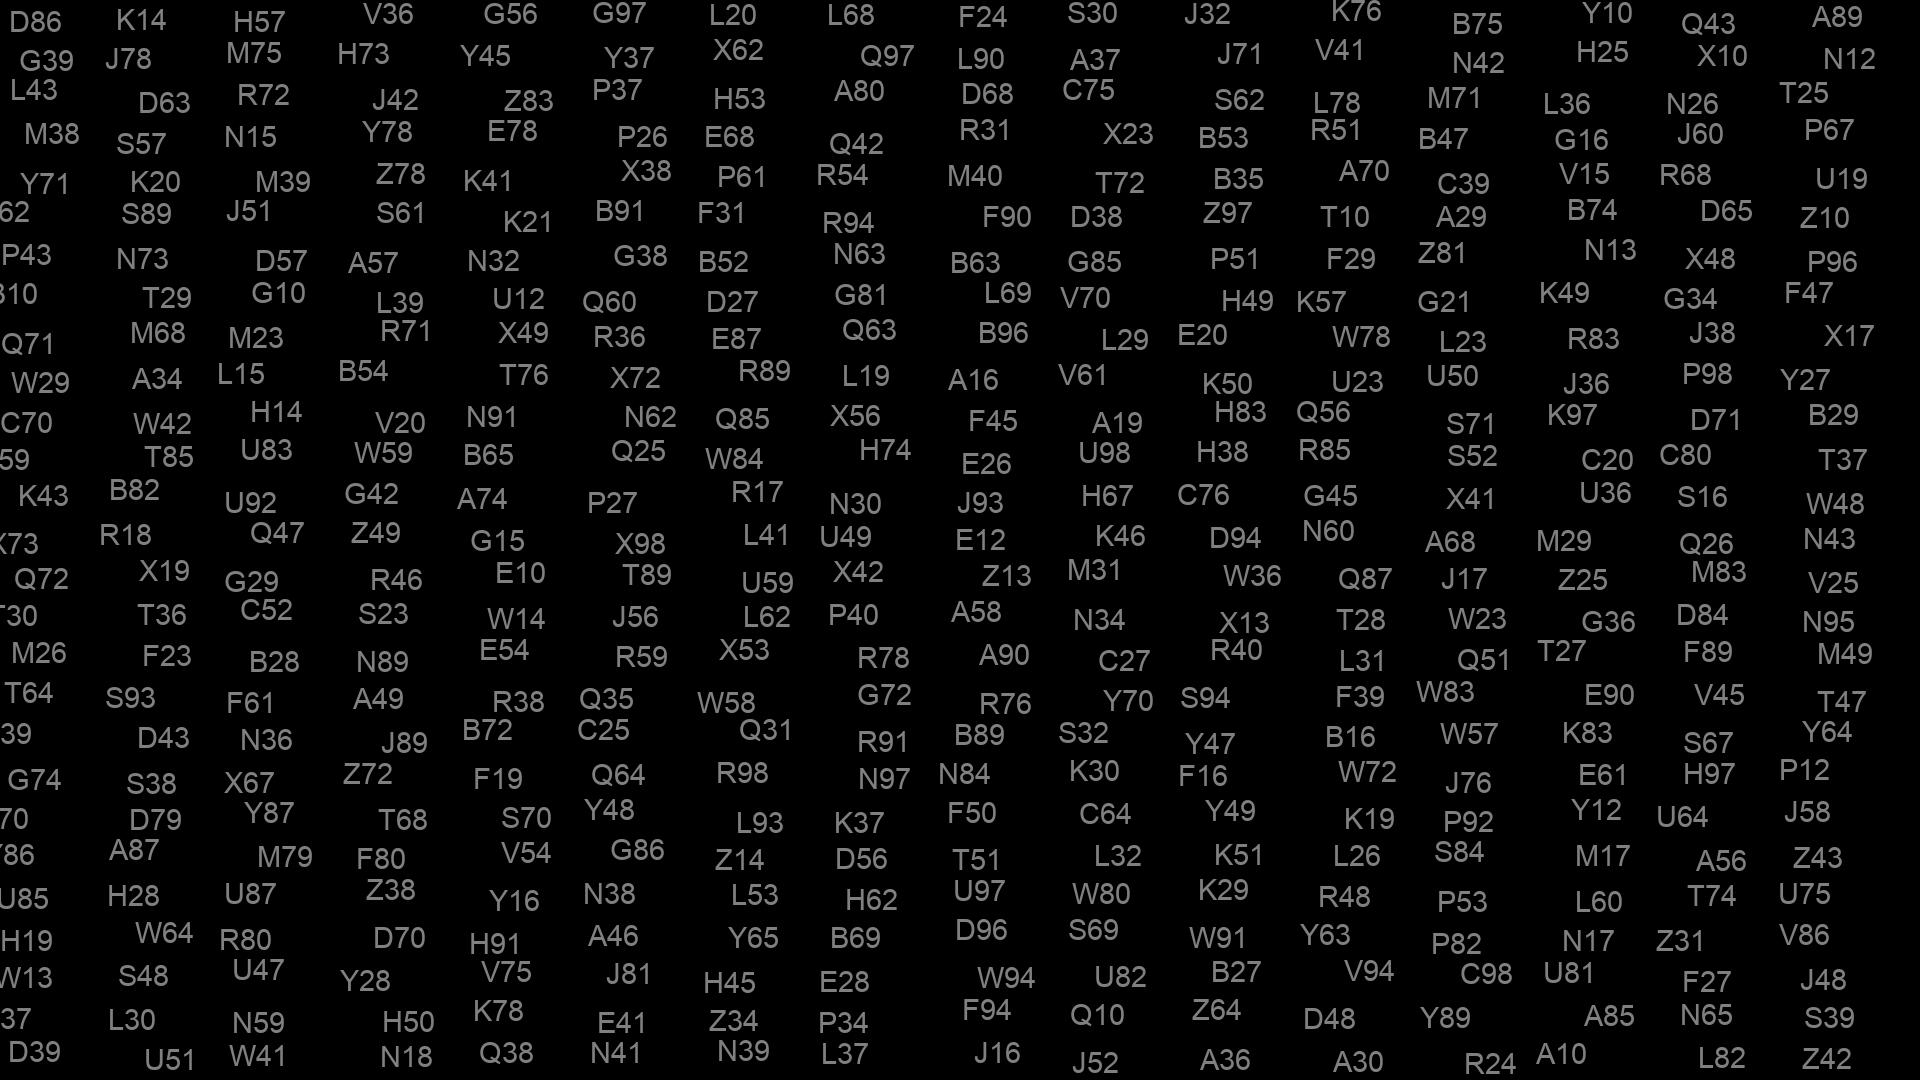 D86 K14 H57 V36 G56 G97 L20 L68 F24 S30 J32 K76 B75 Y10 Q43 A89
G39 J78 M75 H73 Y45 Y37 X62 Q97 L90 A37 J71 V41 N42 H25 X10 N12
L43 D63 R72 J42 Z83 P37 H53 A80 D68 C75 S62 L78 M71 L36 N26 T25
M38 S57 N15 Y78 E78 P26 E68 Q42 R31 X23 B53 R51 B47 G16 J60 P67
Y71 K20 M39 Z78 K41 X38 P61 R54 M40 T72 B35 A70 C39 V15 R68 U19
62 S89 J51 S61 K21 B91 F31 R94 F90 D38 Z97 T10 A29 B74 D65 Z10
P43 N73 D57 A57 N32 G38 B52 N63 B63 G85 P51 F29 Z81 N13 X48 P96
10 T29 G10 L39 U12 Q60 D27 G81 L69 V70 H49 K57 G21 K49 G34 F47
Q71 M68 M23 R71 X49 R36 E87 Q63 B96 L29 E20 W78 L23 R83 J38 X17
W29 A34 L15 B54 T76 X72 R89 L19 A16 V61 K50 U23 U50 J36 P98 Y27
C70 W42 H14 V20 N91 N62 Q85 X56 F45 A19 H83 Q56 S71 K97 D71 B29
59 T85 U83 W59 B65 Q25 W84 H74 E26 U98 H38 R85 S52 C20 C80 T37
K43 B82 U92 G42 A74 P27 R17 N30 J93 H67 C76 G45 X41 U36 S16 W48
X73 R18 Q47 Z49 G15 X98 L41 U49 E12 K46 D94 N60 A68 M29 Q26 N43
Q72 X19 G29 R46 E10 T89 U59 X42 Z13 M31 W36 Q87 J17 Z25 M83 V25
T30 T36 C52 S23 W14 J56 L62 P40 A58 N34 X13 T28 W23 G36 D84 N95
M26 F23 B28 N89 E54 R59 X53 R78 A90 C27 R40 L31 Q51 T27 F89 M49
T64 S93 F61 A49 R38 Q35 W58 G72 R76 Y70 S94 F39 W83 E90 V45 T47
39 D43 N36 J89 B72 C25 Q31 R91 B89 S32 Y47 B16 W57 K83 S67 Y64
G74 S38 X67 Z72 F19 Q64 R98 N97 N84 K30 F16 W72 J76 E61 H97 P12
70 D79 Y87 T68 S70 Y48 L93 K37 F50 C64 Y49 K19 P92 Y12 U64 J58
86 A87 M79 F80 V54 G86 Z14 D56 T51 L32 K51 L26 S84 M17 A56 Z43
U85 H28 U87 Z38 Y16 N38 L53 H62 U97 W80 K29 R48 P53 L60 T74 U75
H19 W64 R80 D70 H91 A46 Y65 B69 D96 S69 W91 Y63 P82 N17 Z31 V86
W13 S48 U47 Y28 V75 J81 H45 E28 W94 U82 B27 V94 C98 U81 F27 J48
37 L30 N59 H50 K78 E41 Z34 P34 F94 Q10 Z64 D48 Y89 A85 N65 S39
D39 U51 W41 N18 Q38 N41 N39 L37 J16 J52 A36 A30 R24 A10 L82 Z42